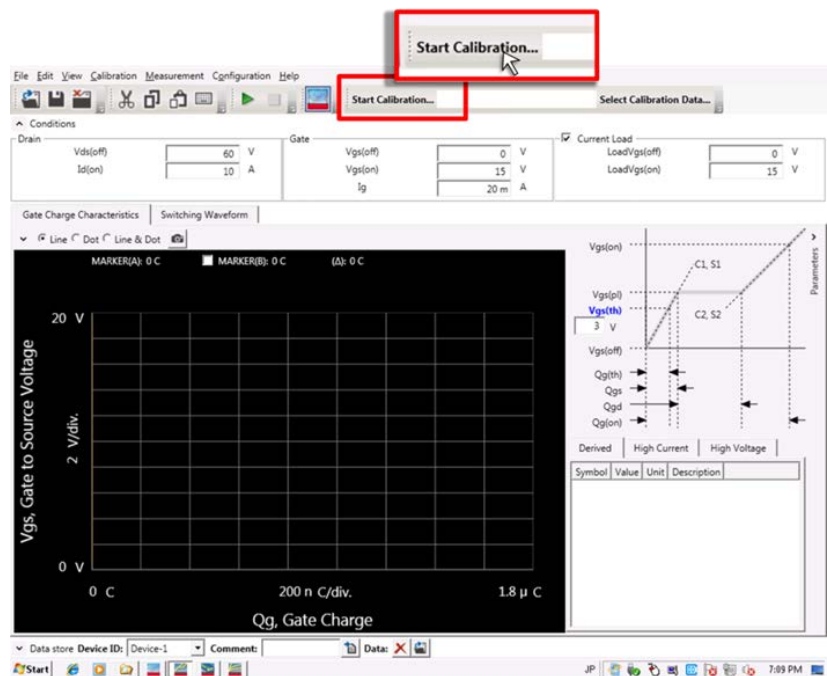 Start Calibration...
File Edit View Calibration Measurement Configuration Help
Start Calibration... Select Calibration Data...
Conditions
Drain Gate Current Load
Vds(off) 60 V Vgs(off) 0 V LoadVgs(off) 0 V
Id(on) 10 A Vgs(on) 15 V LoadVgs(on) 15 V
Ig 20 m A
Gate Charge Characteristics Switching Waveform
Line Dot Line & Dot
MARKER(A): 0 C MARKER(B): 0 C (Δ): 0 C
20 V
Vgs, Gate to Source Voltage
2 V/div.
0 V
0 C 200 n C/div. 1.8 μ C
Qg, Gate Charge
Parameters
Vgs(on)
C1, S1
Vgs(pl)
Vgs(th)
C2, S2
3 V
Vgs(off)
Qg(th)
Qgs
Qgd
Qg(on)
Derived High Current High Voltage
Symbol Value Unit Description
Data store Device ID: Device-1 Comment: Data:
Start JP 7:09 PM